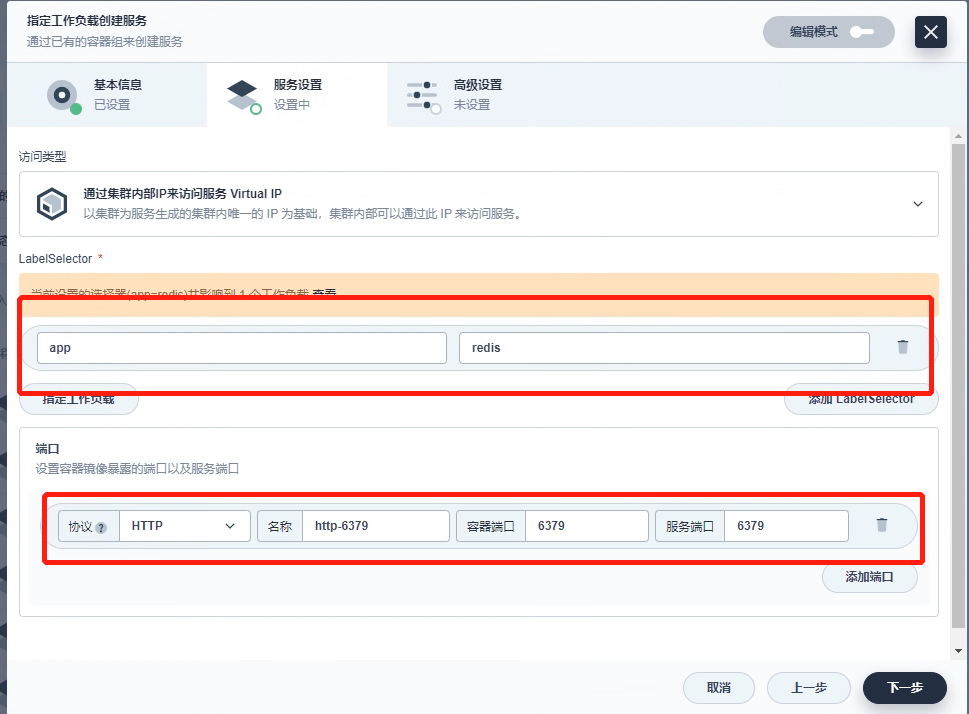 指定工作负载创建服务
通过已有的容器组来创建服务
编辑模式
基本信息
已设置
服务设置
设置中
高级设置
未设置
访问类型
通过集群内部IP来访问服务 Virtual IP
以集群为服务生成的集群内唯一的 IP 为基础，集群内部可以通过此 IP 来访问服务。
LabelSelector *
当前设置的选择器(app=redis)共影响到 1 个工作负载 查看
app redis
指定工作负载 添加 LabelSelector
端口
设置容器镜像暴露的端口以及服务端口
协议 ? HTTP 名称 http-6379 容器端口 6379 服务端口 6379
添加端口
取消 上一步 下一步